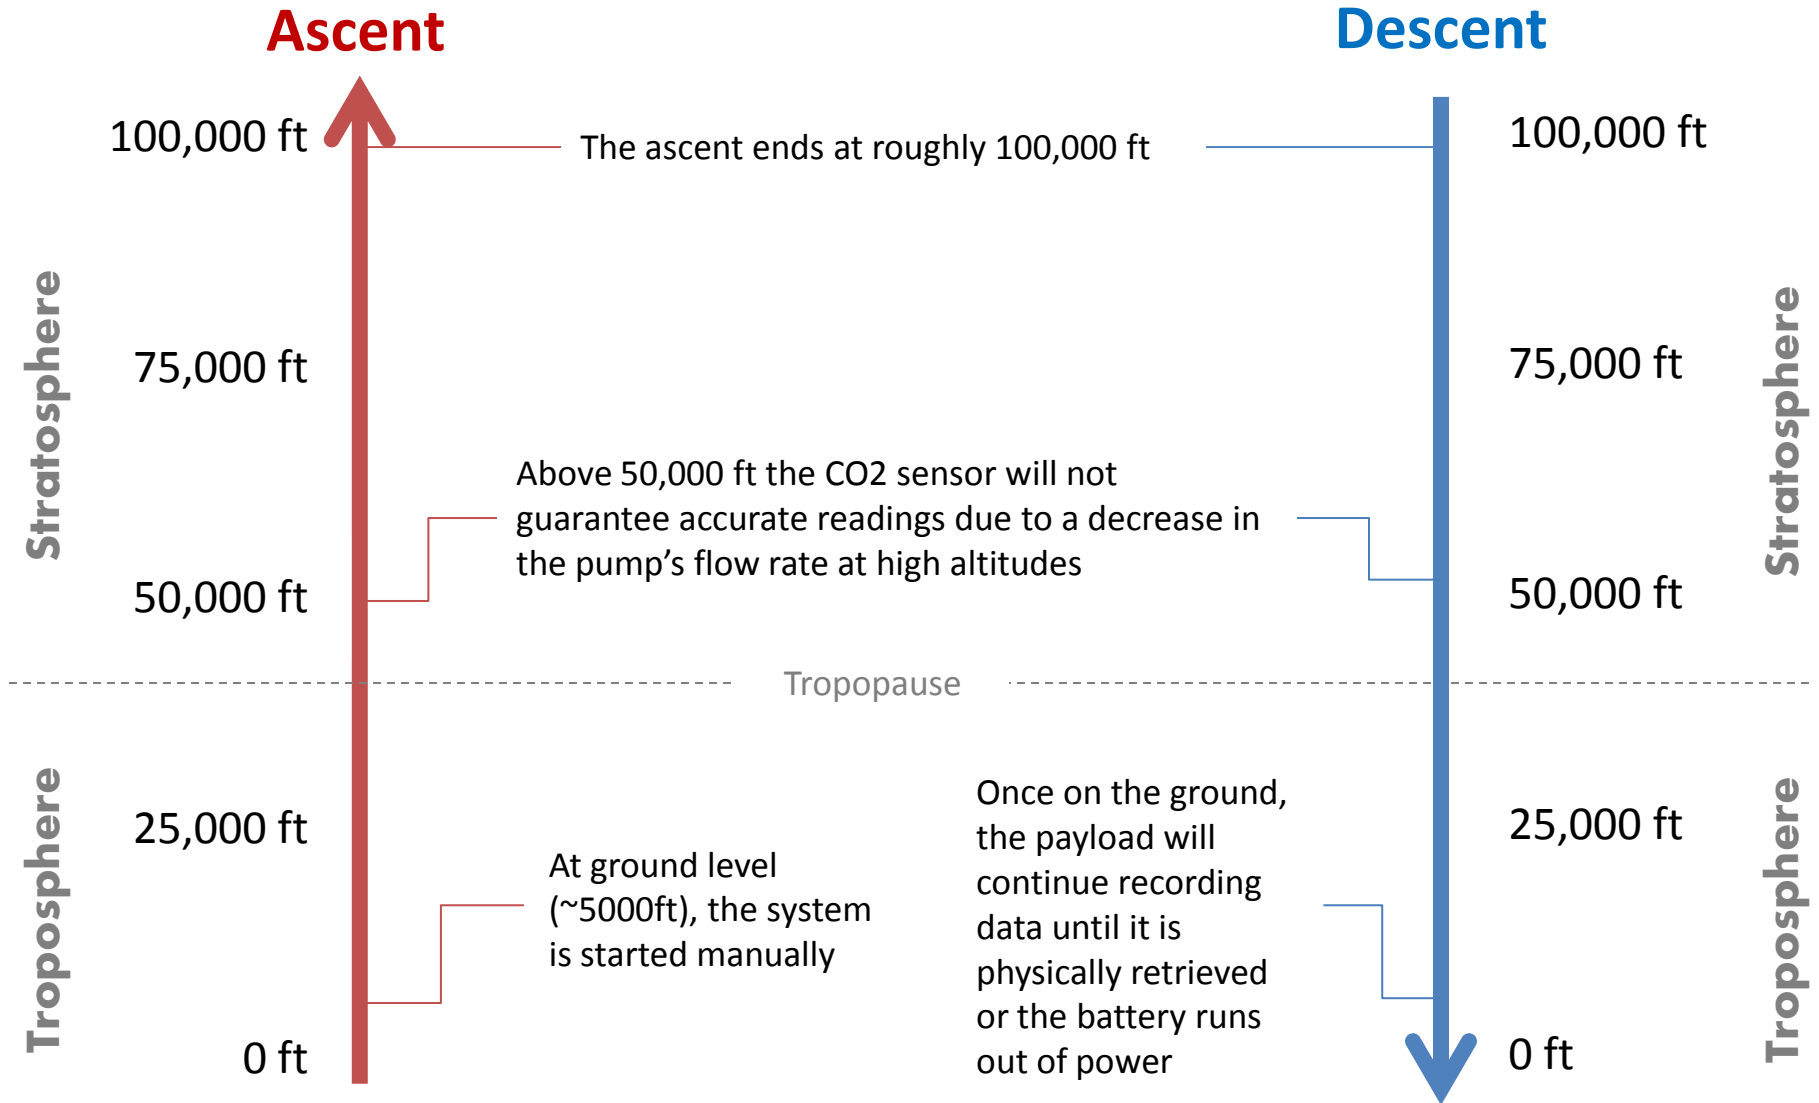 Ascent
Descent
100,000 ft
The ascent ends at roughly 100,000 ft
100,000 ft
Stratosphere
Stratosphere
75,000 ft
75,000 ft
Above 50,000 ft the CO2 sensor will not
guarantee accurate readings due to a decrease in
the pump’s flow rate at high altitudes
50,000 ft
50,000 ft
Tropopause
Troposphere
Troposphere
25,000 ft
25,000 ft
At ground level
(~5000ft), the system
is started manually
Once on the ground,
the payload will
continue recording
data until it is
physically retrieved
or the battery runs
out of power
0 ft
0 ft